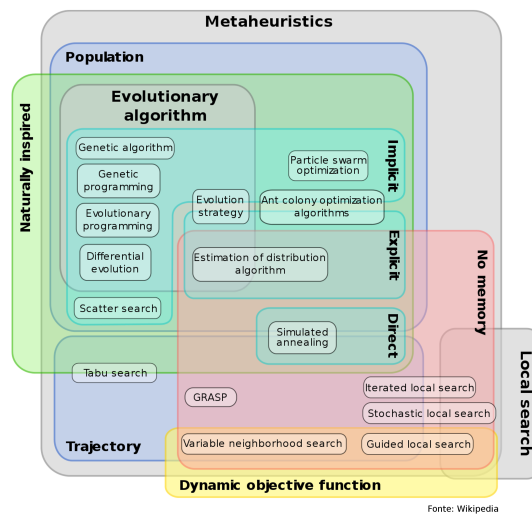 Metaheuristics
Population
Naturally inspired
Evolutionary
algorithm
Genetic algorithm
Genetic
programming
Evolutionary
programming
Differential
evolution
Scatter search
Evolution
strategy
Particle swarm
optimization
Ant colony optimization
algorithms
Implicit
Estimation of distribution
algorithm
Explicit
Simulated
annealing
Direct
No memory
Local search
Tabu search
GRASP
Iterated local search
Stochastic local search
Variable neighborhood search
Guided local search
Trajectory
Dynamic objective function
Fonte: Wikipedia